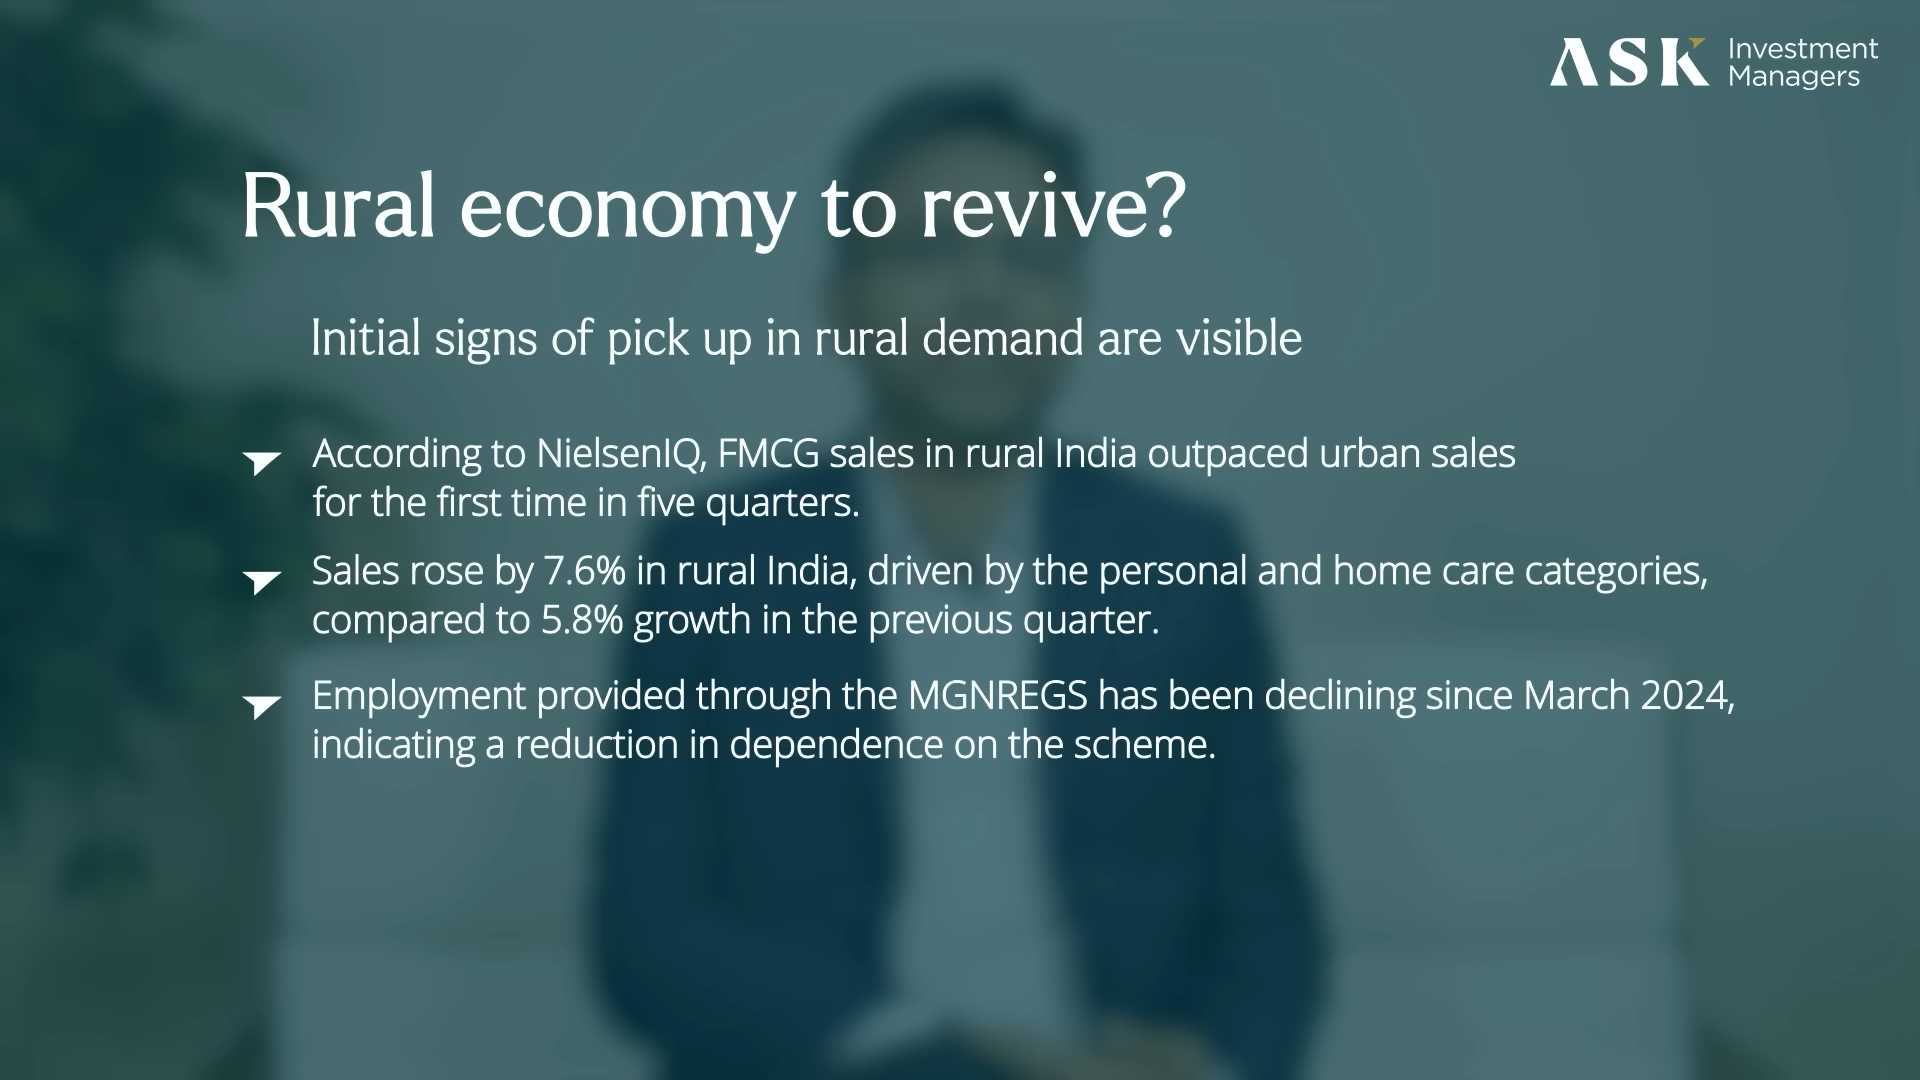 ASK Investment
Managers
Rural economy to revive?
Initial signs of pick up in rural demand are visible
According to NielsenIQ, FMCG sales in rural India outpaced urban sales
for the first time in five quarters.
Sales rose by 7.6% in rural India, driven by the personal and home care categories,
compared to 5.8% growth in the previous quarter.
Employment provided through the MGNREGS has been declining since March 2024,
indicating a reduction in dependence on the scheme.